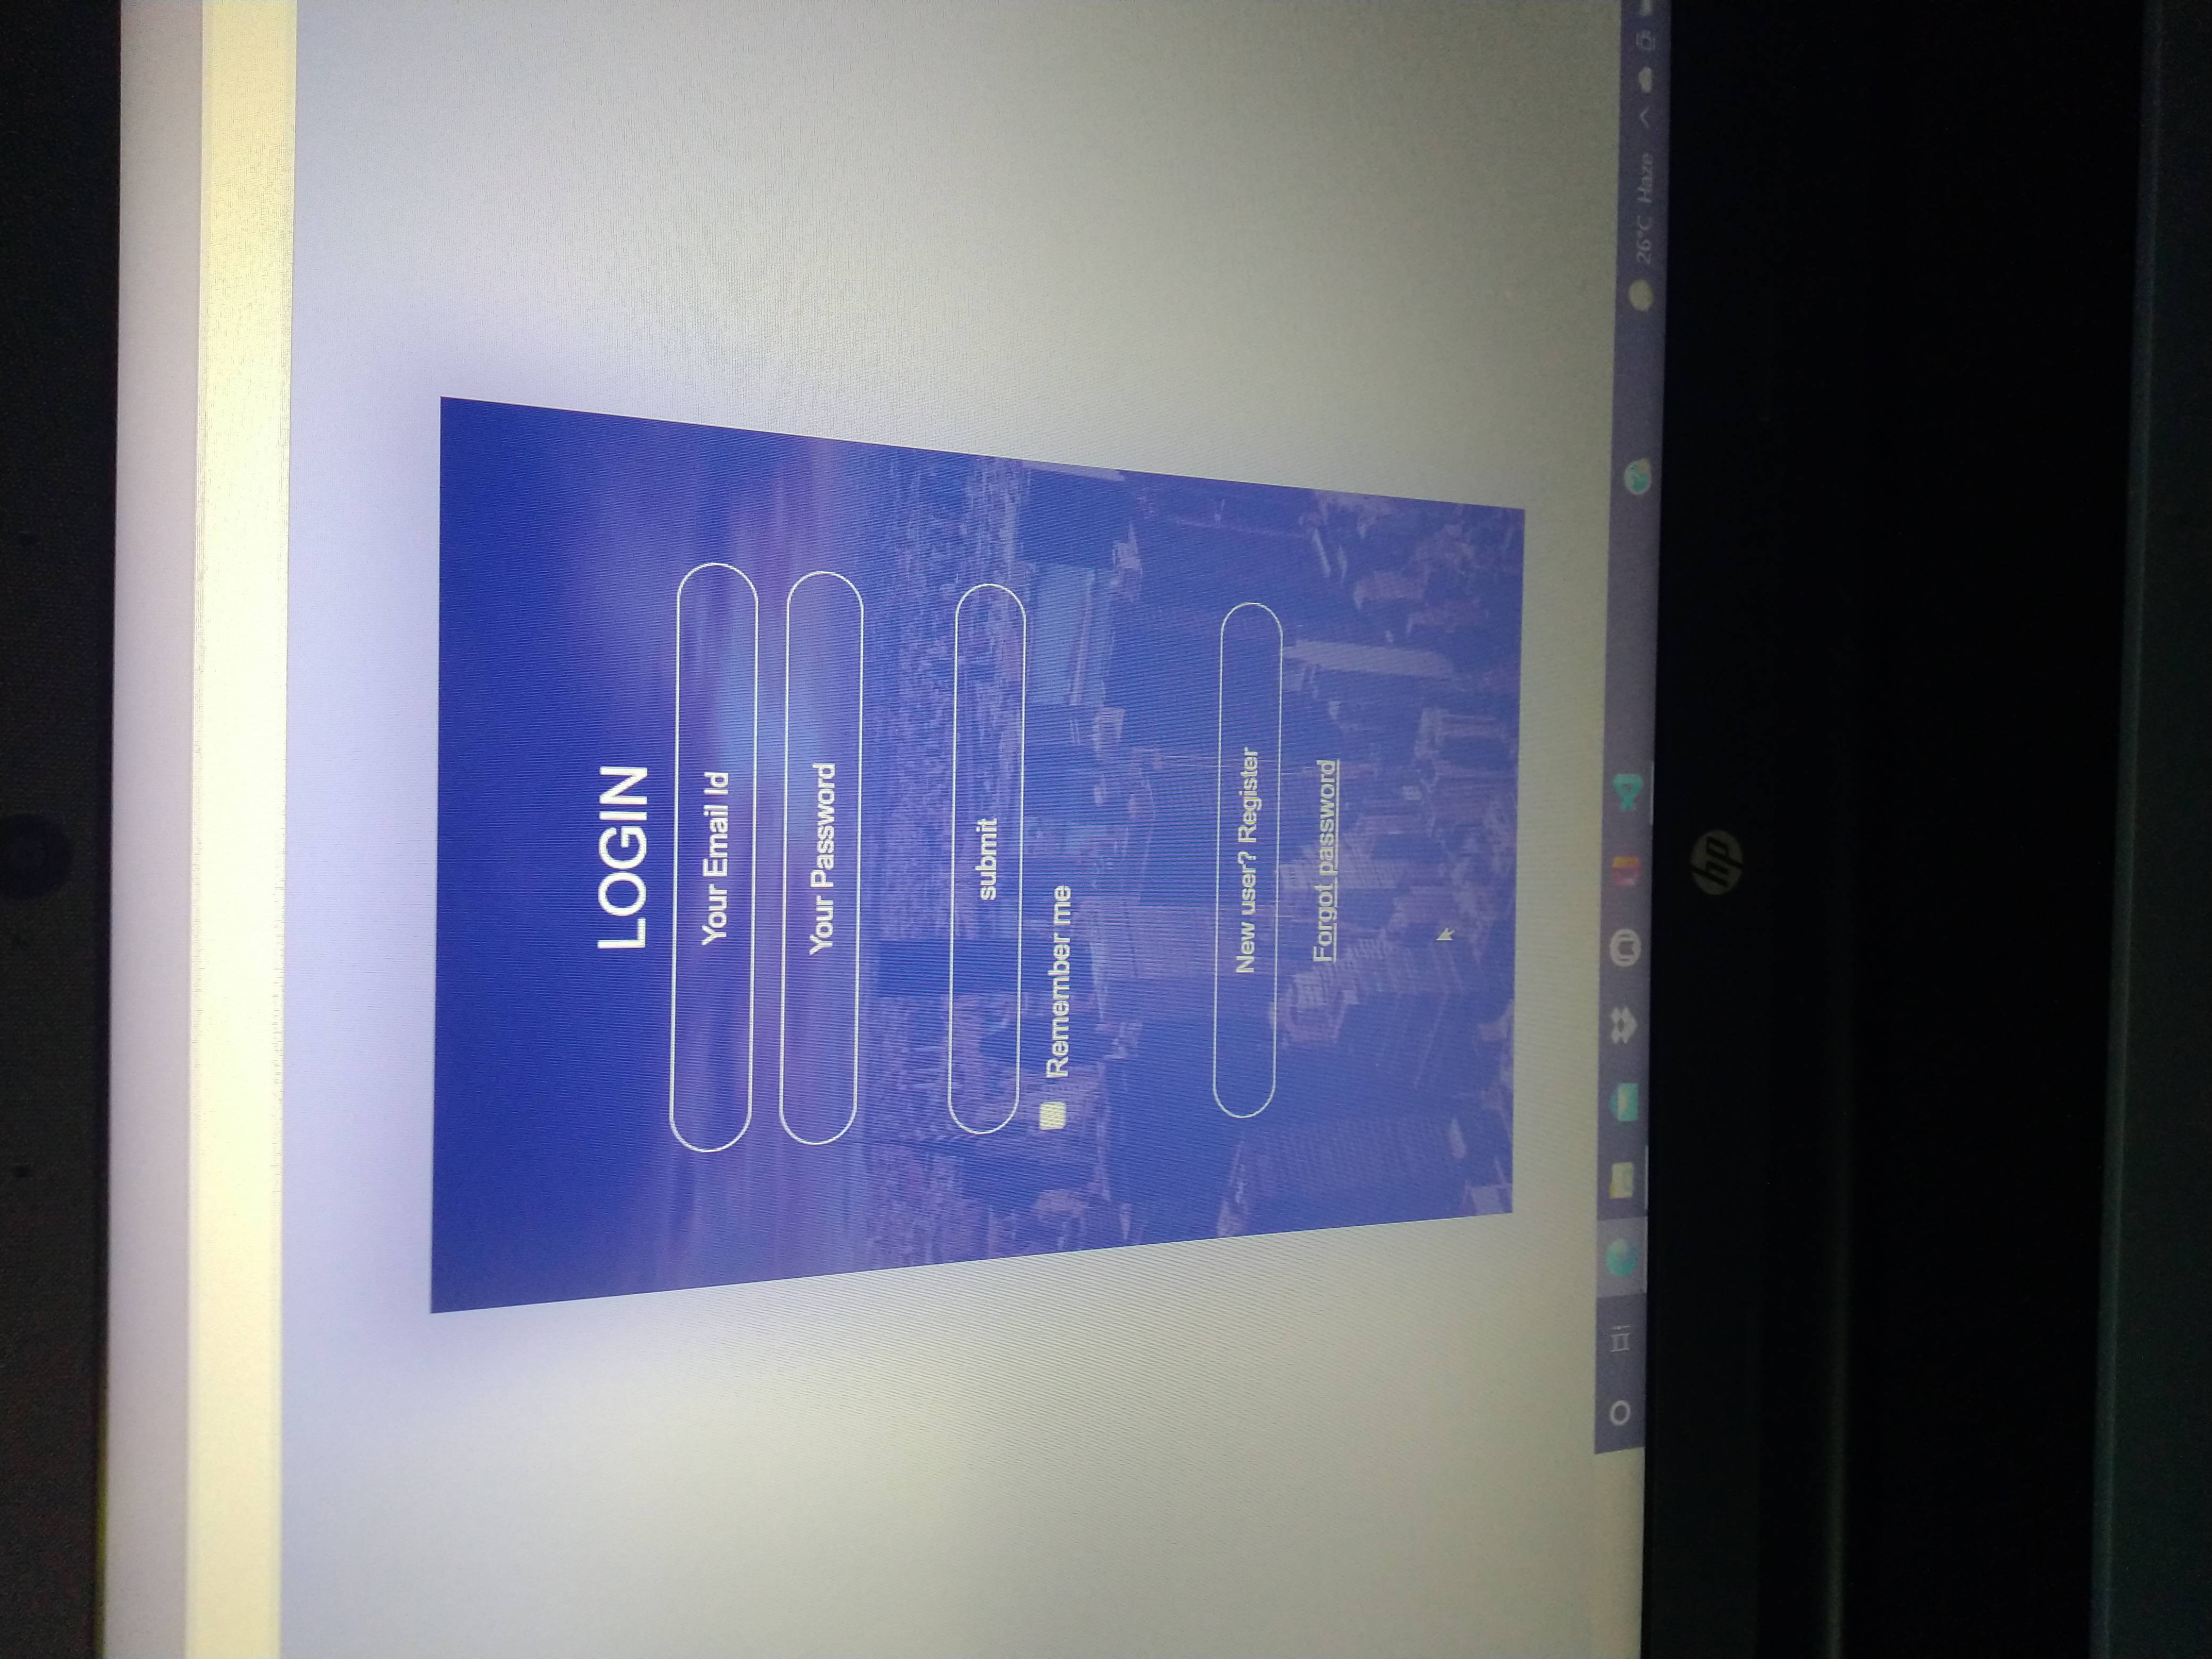 LOGIN
Your Email Id
Your Password
submit
Remember me
New user? Register
Forgot password
26°C Haze
hp